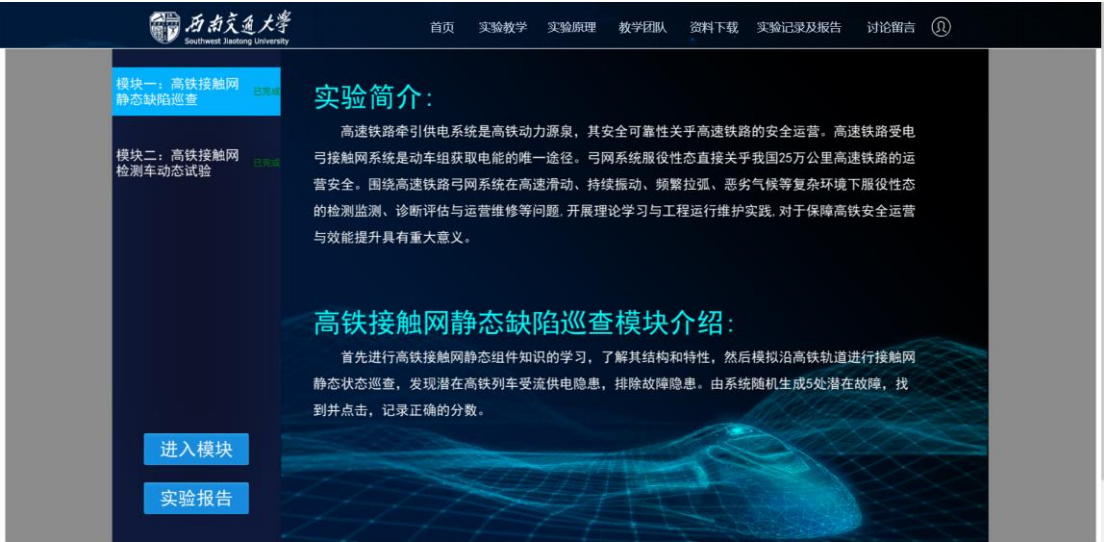 西南交通大学
Southwest Jiaotong University
首页 实验教学 实验原理 教学团队 资料下载 实验记录及报告 讨论留言
模块一：高铁接触网
静态缺陷巡查
已完成
模块二：高铁接触网
检测车动态试验
已完成
进入模块
实验报告
实验简介：
高速铁路牵引供电系统是高铁动力源泉，其安全可靠性关乎高速铁路的安全运营。高速铁路受电
弓接触网系统是动车组获取电能的唯一途径。弓网系统服役性态直接关乎我国25万公里高速铁路的运
营安全。围绕高速铁路弓网系统在高速滑动、持续振动、频繁拉弧、恶劣气候等复杂环境下服役性态
的检测监测、诊断评估与运营维修等问题,开展理论学习与工程运行维护实践,对于保障高铁安全运营
与效能提升具有重大意义。
高铁接触网静态缺陷巡查模块介绍：
首先进行高铁接触网静态组件知识的学习，了解其结构和特性，然后模拟沿高铁轨道进行接触网
静态状态巡查，发现潜在高铁列车受流供电隐患，排除故障隐患。由系统随机生成5处潜在故障，找
到并点击，记录正确的分数。